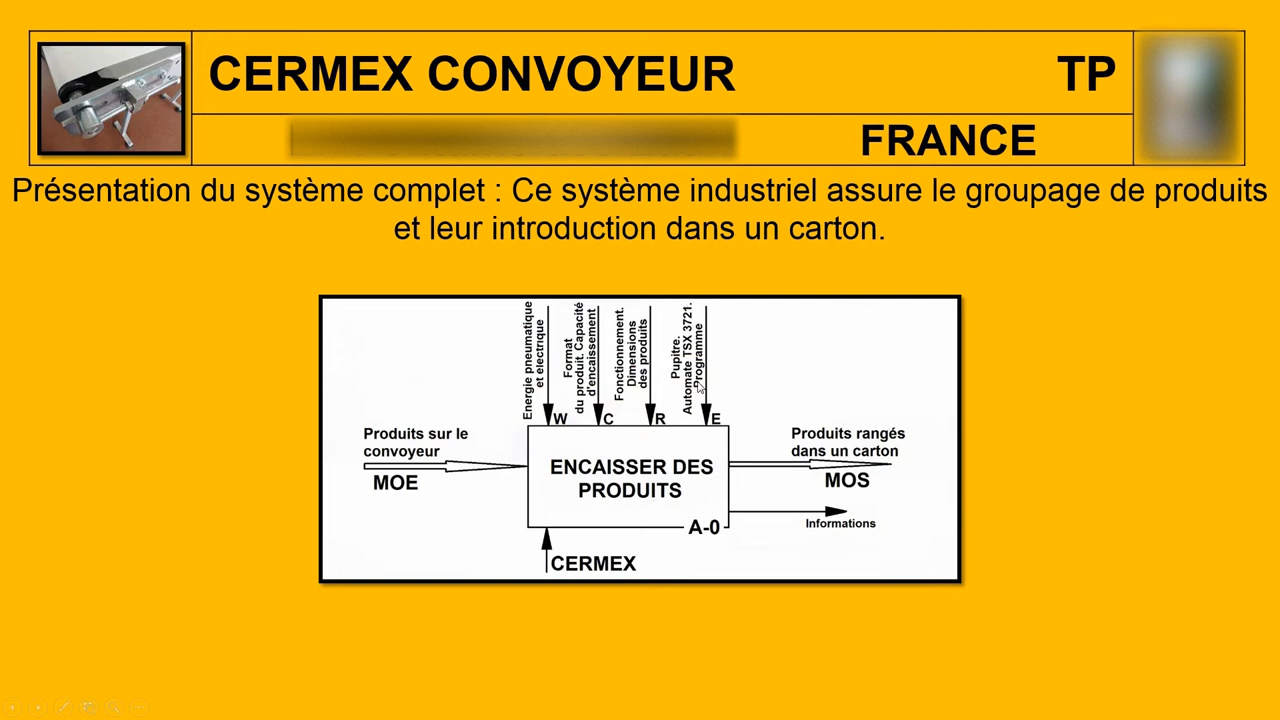 CERMEX CONVOYEUR
TP
FRANCE
Présentation du système complet : Ce système industriel assure le groupage de produits
et leur introduction dans un carton.
Energie pneumatique
et electrique
Format
du produit. Capacité
d'encaissement
Fonctionnement.
Dimensions
des produits
Pupitre.
Automate TSX 3721.
Programme
W
C
R
E
Produits sur le
convoyeur
MOE
ENCAISSER DES
PRODUITS
A-0
Produits rangés
dans un carton
MOS
Informations
CERMEX